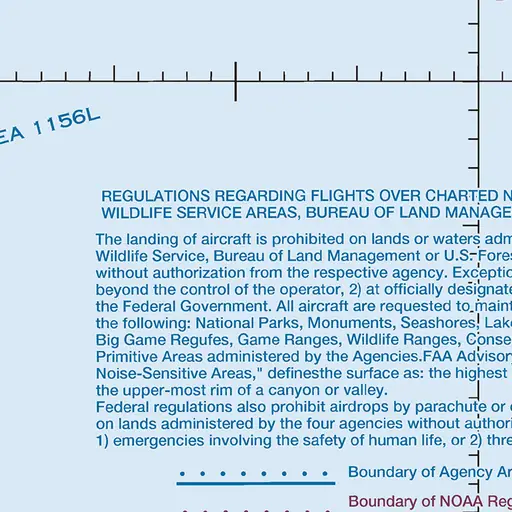 EA 1156L
REGULATIONS REGARDING FLIGHTS OVER CHARTED N
WILDLIFE SERVICE AREAS, BUREAU OF LAND MANAGE
The landing of aircraft is prohibited on lands or waters adm
Wildlife Service, Bureau of Land Management or U.S. Fores
without authorization from the respective agency. Exceptio
beyond the control of the operator, 2) at officially designate
the Federal Government. All aircraft are requested to maint
the following: National Parks, Monuments, Seashores, Lak
Big Game Regufes, Game Ranges, Wildlife Ranges, Conse
Primitive Areas administered by the Agencies.FAA Advisor
Noise-Sensitive Areas," definesthe surface as: the highest
the upper-most rim of a canyon or valley.
Federal regulations also prohibit airdrops by parachute or o
on lands administered by the four agencies without authori
1) emergencies involving the safety of human life, or 2) thre
Boundary of Agency Ar
Boundary of NOAA Reg